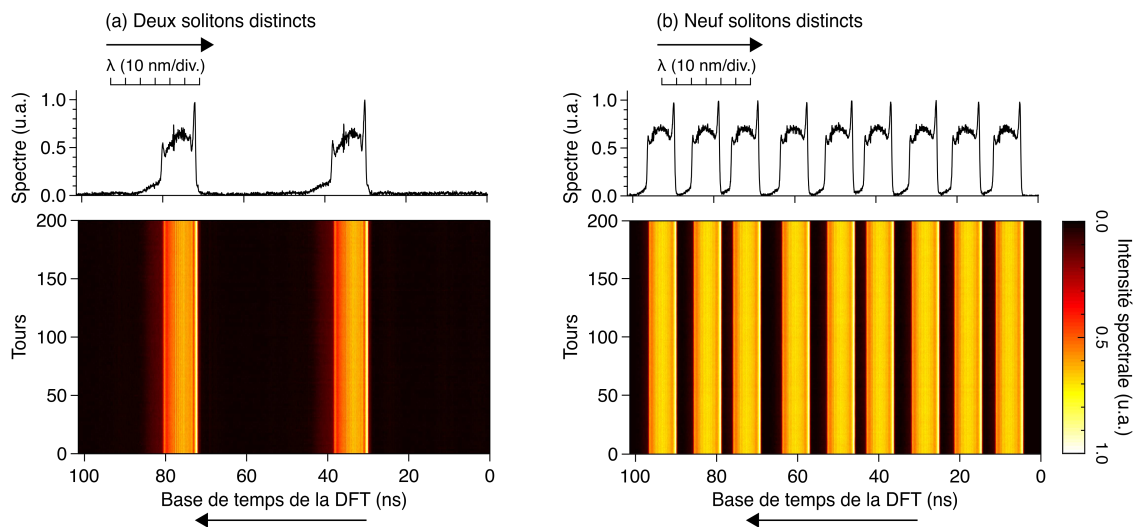 (a) Deux solitons distincts
λ (10 nm/div.)
Spectre (u.a.)
1.0
0.5
0.0
Tours
200
150
100
50
0
100 80 60 40 20 0
Base de temps de la DFT (ns)
(b) Neuf solitons distincts
λ (10 nm/div.)
Spectre (u.a.)
1.0
0.5
0.0
Tours
200
150
100
50
0
100 80 60 40 20 0
Base de temps de la DFT (ns)
0.0
0.5
1.0
Intensité spectrale (u.a.)